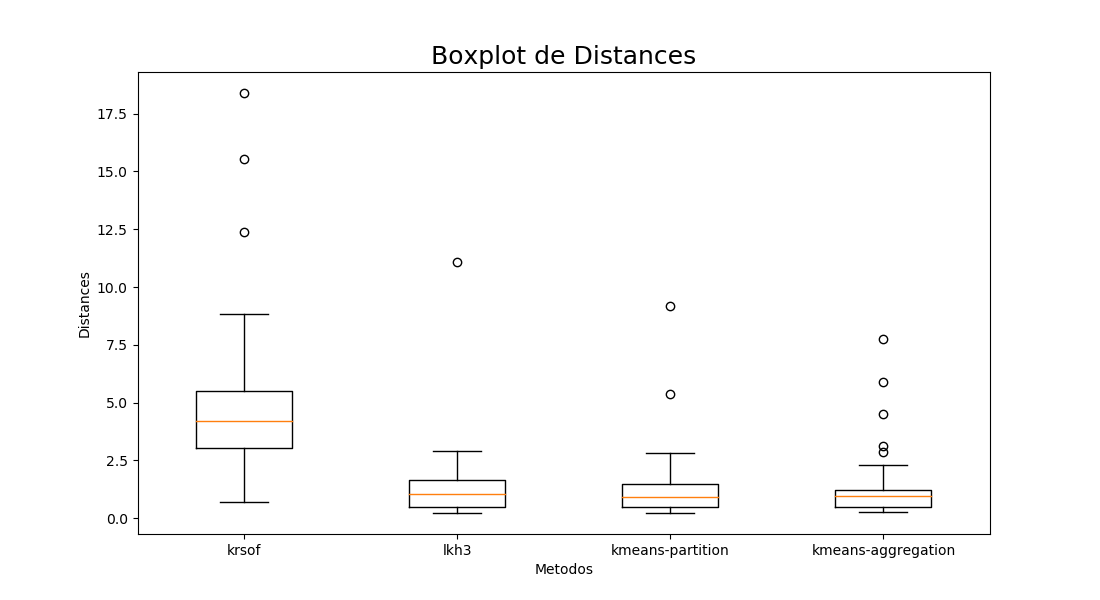 Boxplot de Distances
17.5
15.0
12.5
10.0
7.5
5.0
2.5
0.0
Distances
krsof lkh3 kmeans-partition kmeans-aggregation
Metodos